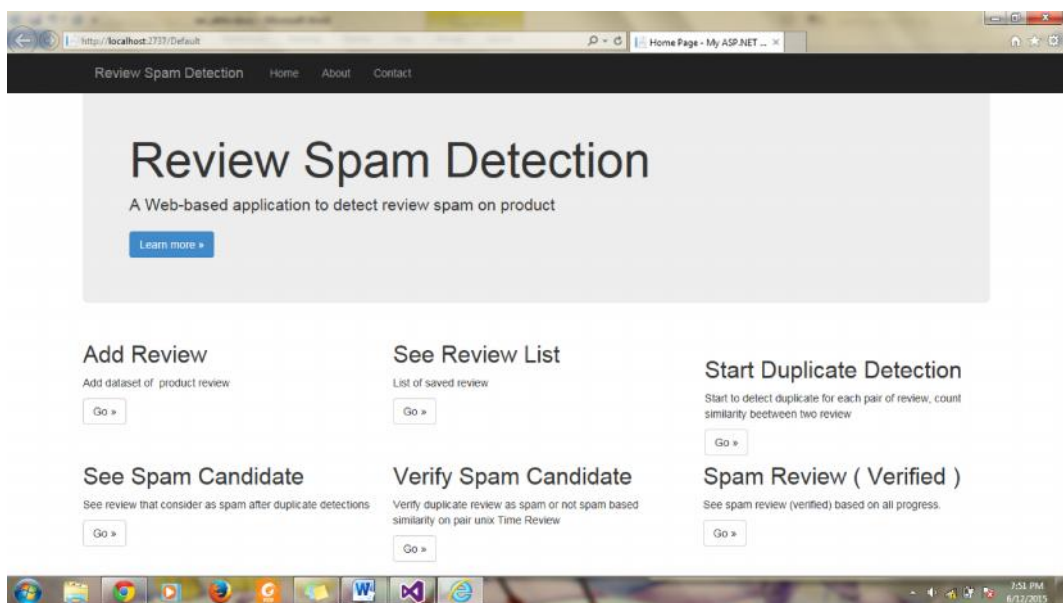 http://localhost:2737/Default
Home Page - My ASP.NET ...
Review Spam Detection Home About Contact
Review Spam Detection
A Web-based application to detect review spam on product
Learn more »
Add Review
Add dataset of product review
Go »
See Review List
List of saved review
Go »
Start Duplicate Detection
Start to detect duplicate for each pair of review, count
similarity beetween two review
Go »
See Spam Candidate
See review that consider as spam after duplicate detections
Go »
Verify Spam Candidate
Verify duplicate review as spam or not spam based
similarity on pair unix Time Review
Go »
Spam Review ( Verified )
See spam review (verified) based on all progress.
Go »
7:51 PM
6/12/2015